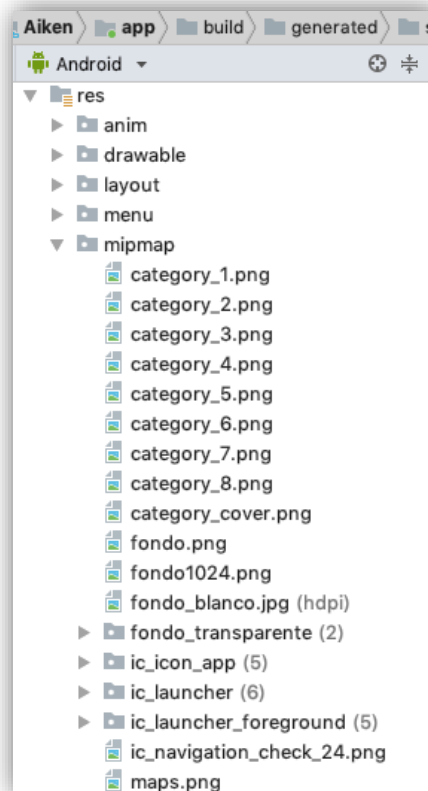 Aiken app build generated
Android
res
anim
drawable
layout
menu
mipmap
category_1.png
category_2.png
category_3.png
category_4.png
category_5.png
category_6.png
category_7.png
category_8.png
category_cover.png
fondo.png
fondo1024.png
fondo_blanco.jpg (hdpi)
fondo_transparente (2)
ic_icon_app (5)
ic_launcher (6)
ic_launcher_foreground (5)
ic_navigation_check_24.png
maps.png